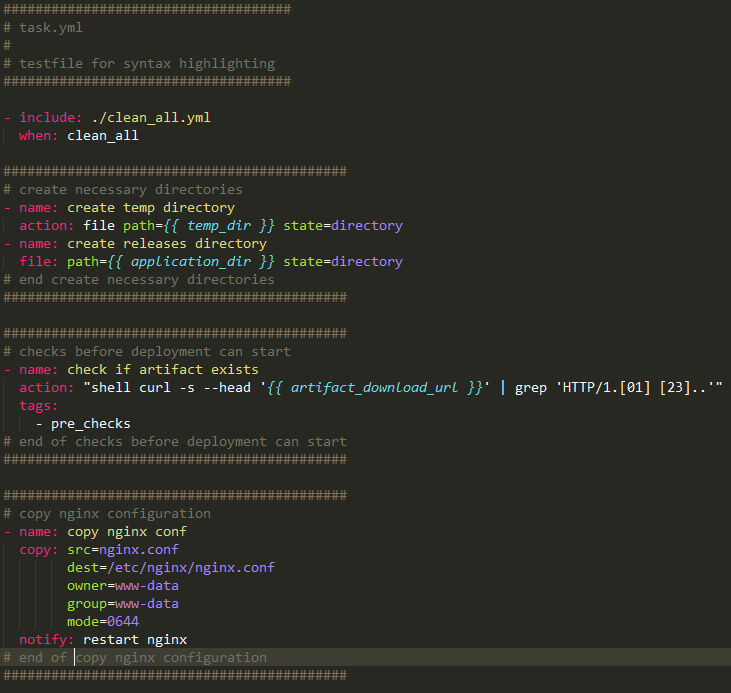 ####################################
# task.yml
#
# testfile for syntax highlighting
####################################
- include: ./clean_all.yml
  when: clean_all
###########################################
# create necessary directories
- name: create temp directory
  action: file path={{ temp_dir }} state=directory
- name: create releases directory
  file: path={{ application_dir }} state=directory
# end create necessary directories
###########################################
###########################################
# checks before deployment can start
- name: check if artifact exists
  action: "shell curl -s --head '{{ artifact_download_url }}' | grep 'HTTP/1.[01] [23]..'"
  tags:
    - pre_checks
# end of checks before deployment can start
###########################################
###########################################
# copy nginx configuration
- name: copy nginx conf
  copy: src=nginx.conf
        dest=/etc/nginx/nginx.conf
        owner=www-data
        group=www-data
        mode=0644
  notify: restart nginx
# end of copy nginx configuration
###########################################